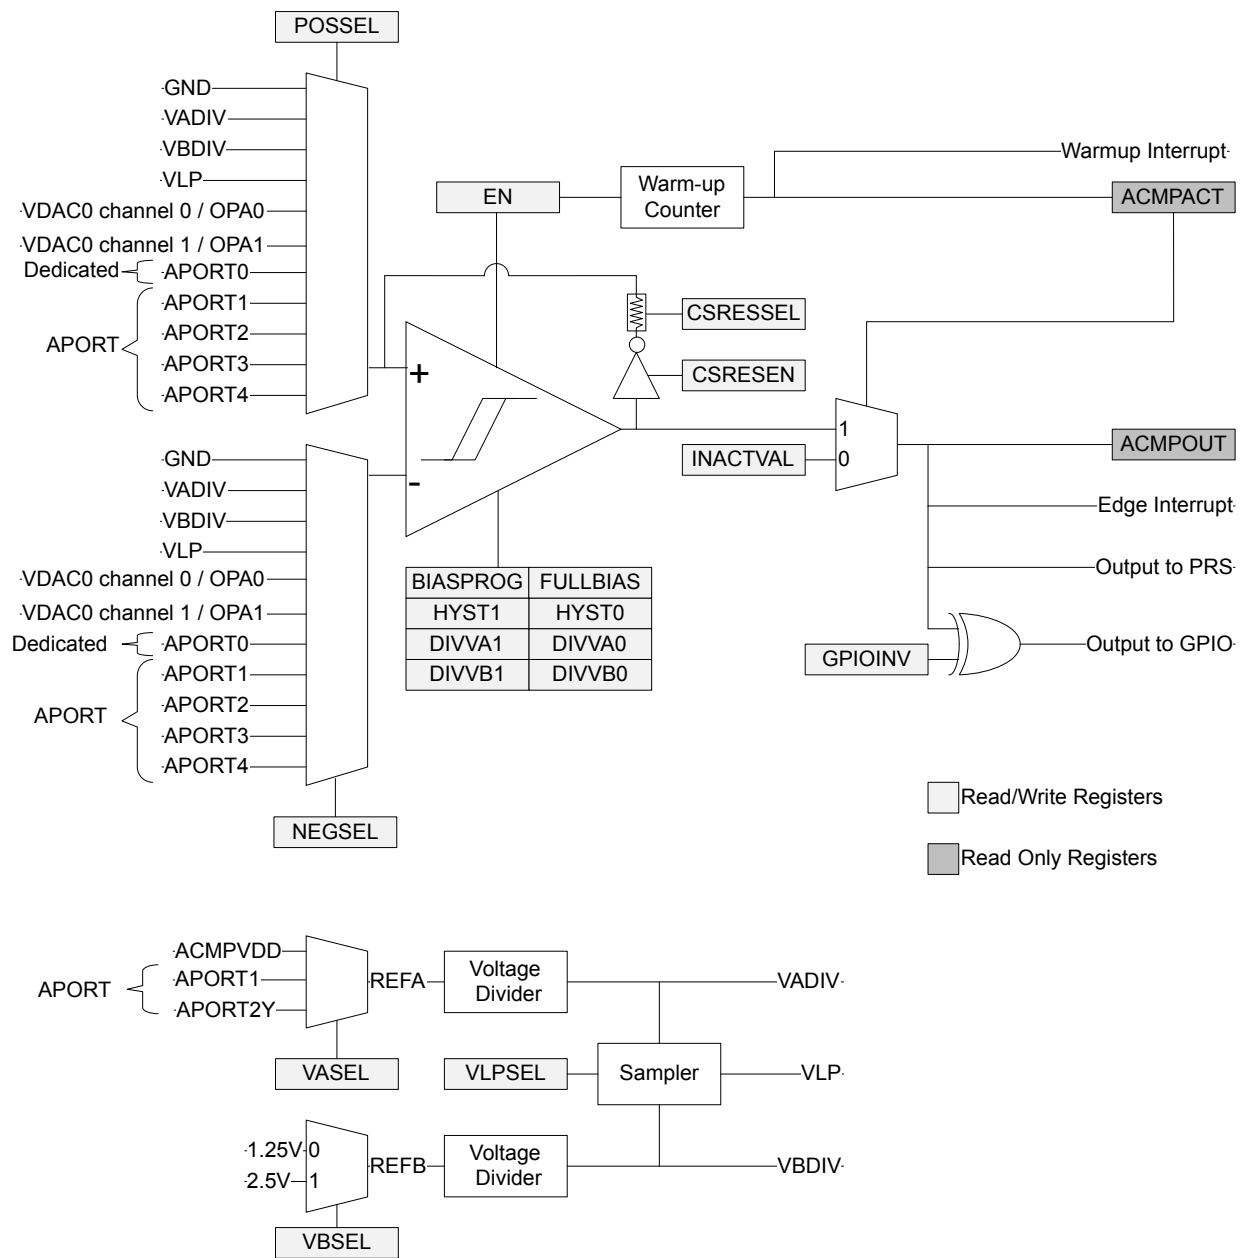 POSSEL
GND
VADIV
VBDIV
VLP
VDAC0 channel 0 / OPA0
VDAC0 channel 1 / OPA1
Dedicated
APORT0
APORT1
APORT2
APORT3
APORT4
APORT
+
-
EN
Warm-up
Counter
Warmup Interrupt
ACMPACT
CSRESSEL
CSRESEN
INACTVAL
1
0
ACMPOUT
Edge Interrupt
Output to PRS
Output to GPIO
GPIOINV
BIASPROG FULLBIAS
HYST1 HYST0
DIVVA1 DIVVA0
DIVVB1 DIVVB0
GND
VADIV
VBDIV
VLP
VDAC0 channel 0 / OPA0
VDAC0 channel 1 / OPA1
Dedicated
APORT0
APORT1
APORT2
APORT3
APORT4
APORT
NEGSEL
Read/Write Registers
Read Only Registers
ACMPVDD
APORT
APORT1
APORT2Y
REFA
Voltage
Divider
VADIV
VASEL
VLPSEL
Sampler
VLP
1.25V 0
2.5V 1
REFB
Voltage
Divider
VBDIV
VBSEL